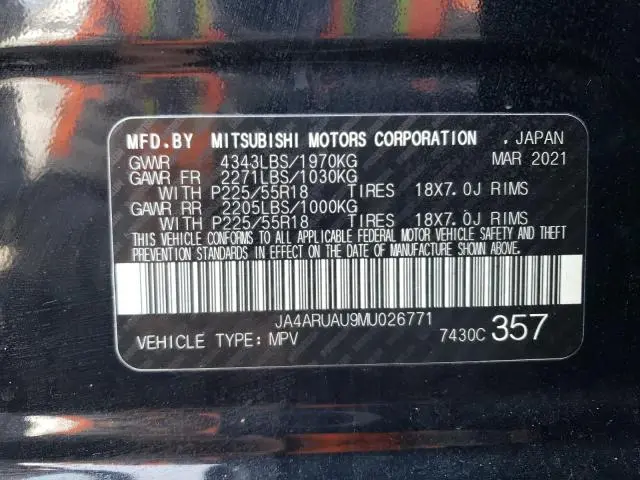 MFD.BY MITSUBISHI MOTORS CORPORATION . JAPAN
GVWR 4343LBS/1970KG MAR 2021
GAWR FR 2271LBS/1030KG
WITH P225/55R18 TIRES 18X7.0J RIMS
GAWR RR 2205LBS/1000KG
WITH P225/55R18 TIRES 18X7.0J RIMS
THIS VEHICLE CONFORMS TO ALL APPLICABLE FEDERAL MOTOR VEHICLE SAFETY AND THEFT
PREVENTION STANDARDS IN EFFECT ON THE DATE OF MANUFACTURE SHOWN ABOVE.
JA4ARUAU9MU026771
VEHICLE TYPE: MPV 7430C 357